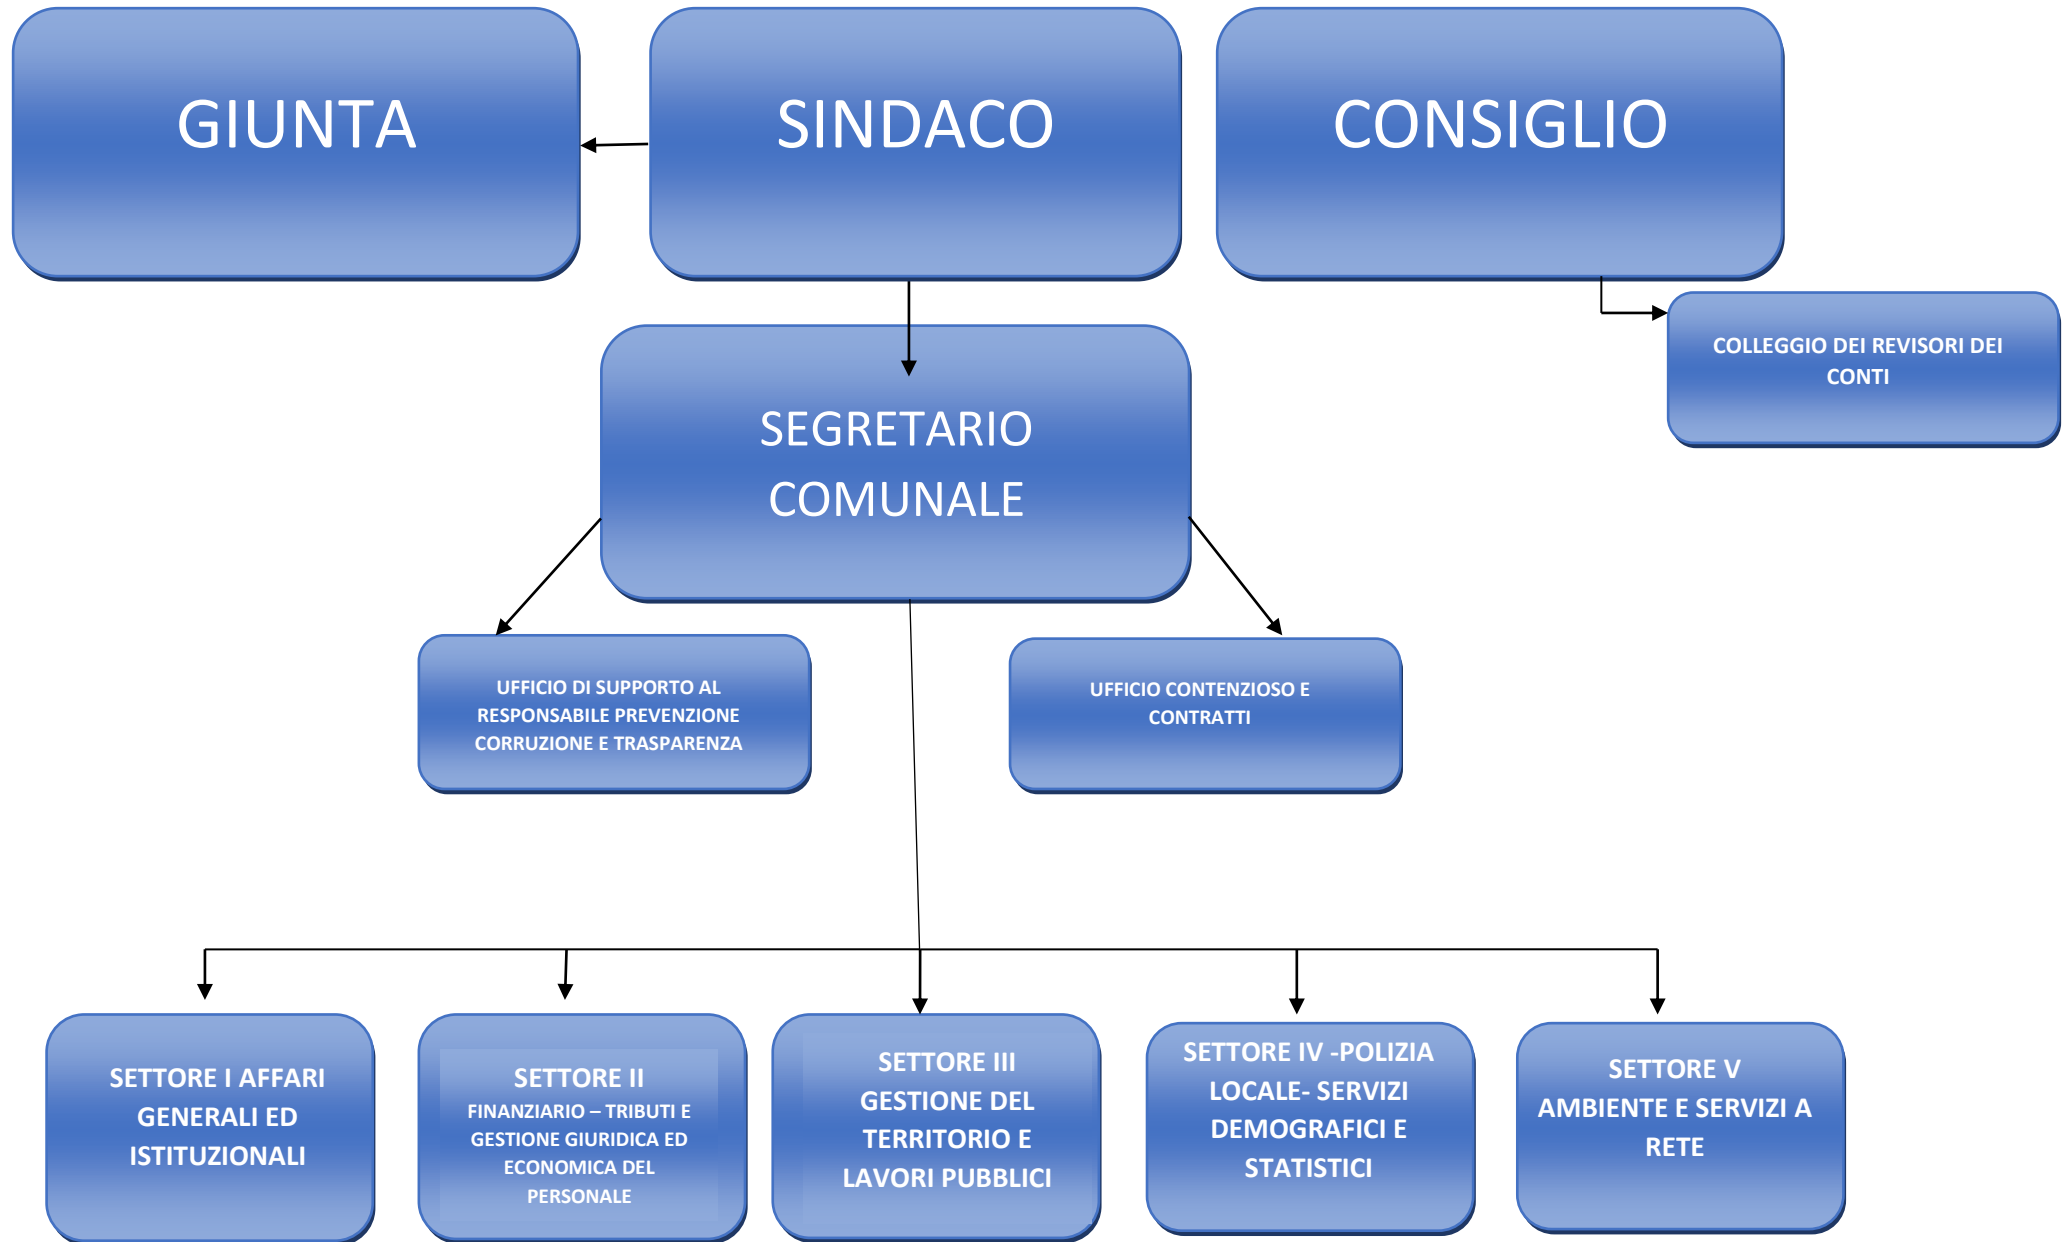 GIUNTA
SINDACO
CONSIGLIO
COLLEGGIO DEI REVISORI DEI
CONTI
SEGRETARIO
COMUNALE
UFFICIO DI SUPPORTO AL
RESPONSABILE PREVENZIONE
CORRUZIONE E TRASPARENZA
UFFICIO CONTENZIOSO E
CONTRATTI
SETTORE I AFFARI
GENERALI ED
ISTITUZIONALI
SETTORE II
FINANZIARIO – TRIBUTI E
GESTIONE GIURIDICA ED
ECONOMICA DEL
PERSONALE
SETTORE III
GESTIONE DEL
TERRITORIO E
LAVORI PUBBLICI
SETTORE IV -POLIZIA
LOCALE- SERVIZI
DEMOGRAFICI E
STATISTICI
SETTORE V
AMBIENTE E SERVIZI A
RETE